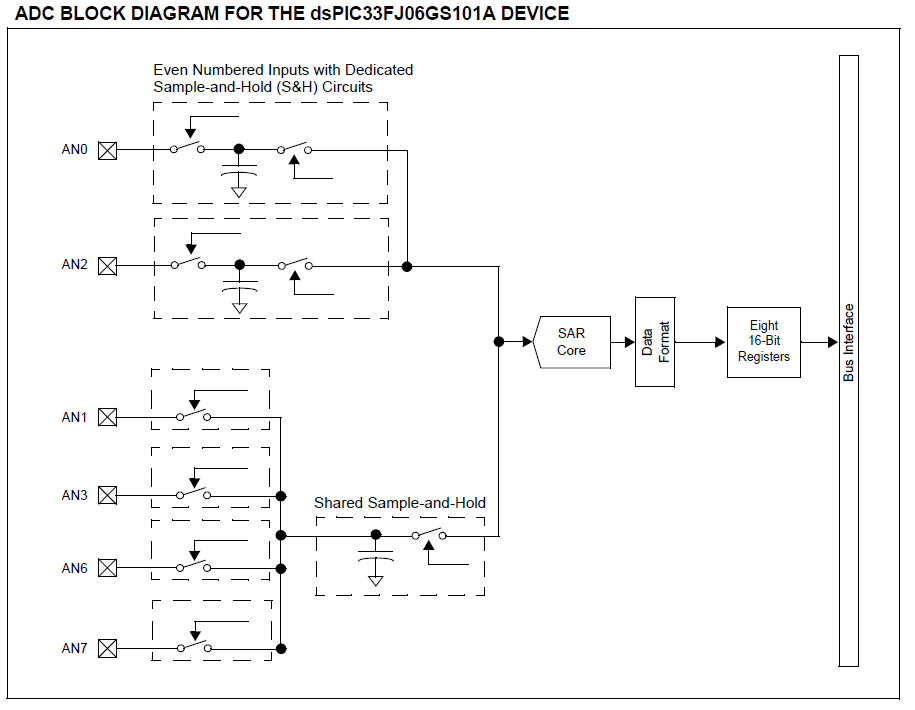 ADC BLOCK DIAGRAM FOR THE dsPIC33FJ06GS101A DEVICE
Even Numbered Inputs with Dedicated
Sample-and-Hold (S&H) Circuits
AN0
AN2
SAR
Core
Data
Format
Eight
16-Bit
Registers
Bus Interface
AN1
AN3
Shared Sample-and-Hold
AN6
AN7